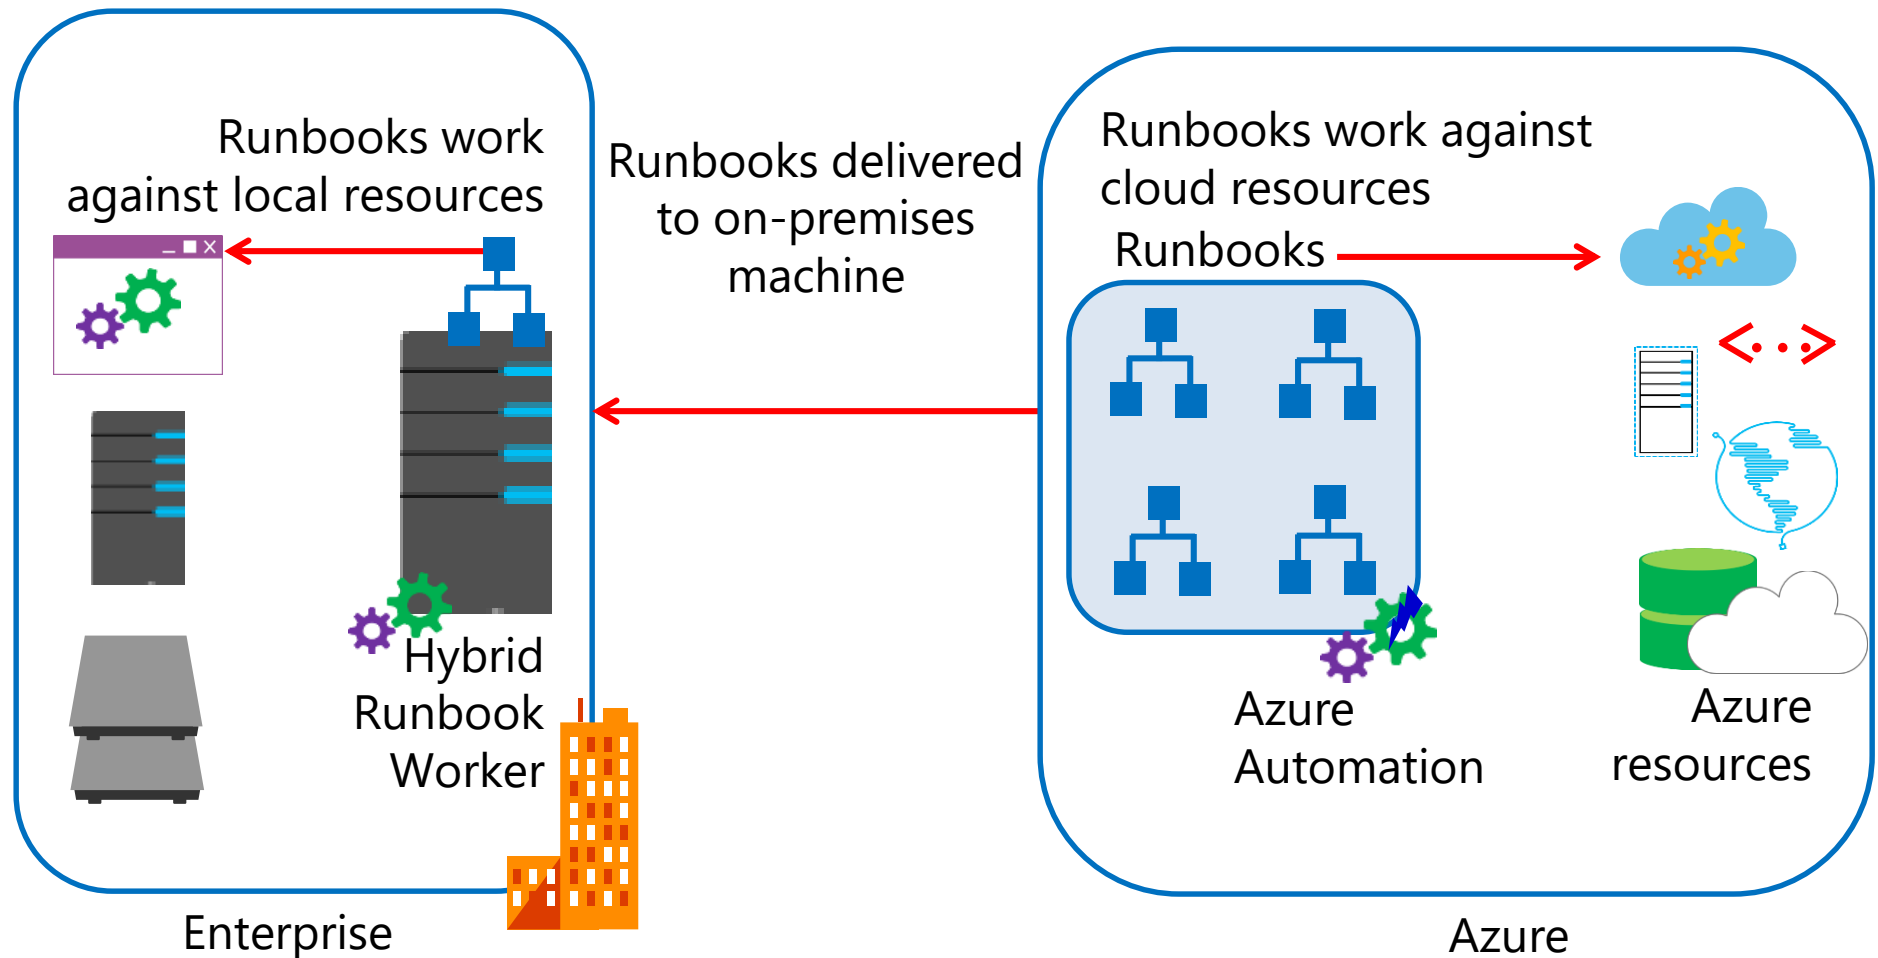 Runbooks work
against local resources
Hybrid
Runbook
Worker
Enterprise
Runbooks delivered
to on-premises
machine
Runbooks work against
cloud resources
Runbooks
Azure
Automation
Azure
resources
Azure